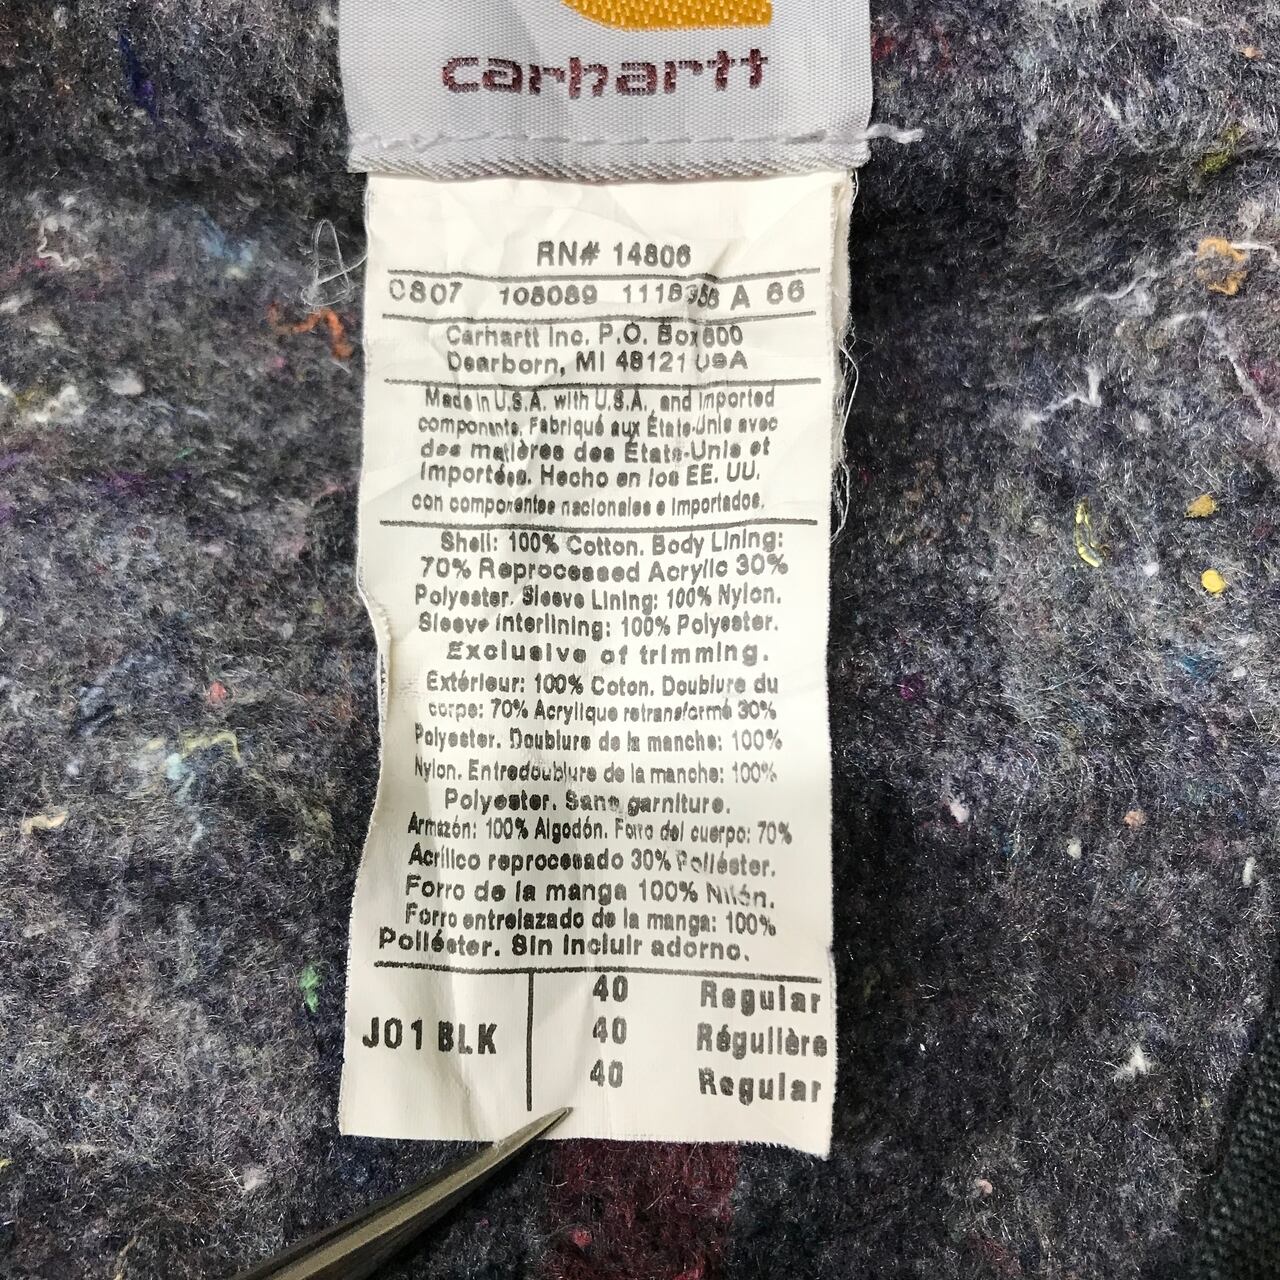 carhartt
RN# 14806
0807 108089 1118358 A 86
Carhartt Inc. P.O. Box 600
Dearborn, MI 48121 USA
Made in U.S.A. with U.S.A. and Imported
components. Fabriqué aux États-Unis avec
des matières des États-Unis et
Importées. Hecho en los EE. UU.
con componentes nacionales e Importados.
Shell: 100% Cotton. Body Lining:
70% Reprocessed Acrylic 30%
Polyester. Sleeve Lining: 100% Nylon.
Sleeve Interlining: 100% Polyester.
Exclusive of trimming.
Extérieur: 100% Coton. Doublure du
corps: 70% Acrylique retransformé 30%
Polyester. Doublure de la manche: 100%
Nylon. Entredoublure de la manche: 100%
Polyester. Sans garniture.
Armazón: 100% Algodón. Forro del cuerpo: 70%
Acrílico reprocesado 30% Poliéster.
Forro de la manga 100% Nilón.
Forro entrelazado de la manga: 100%
Poliéster. Sin incluir adorno.
40 Regular
J01 BLK 40 Régulière
40 Regular